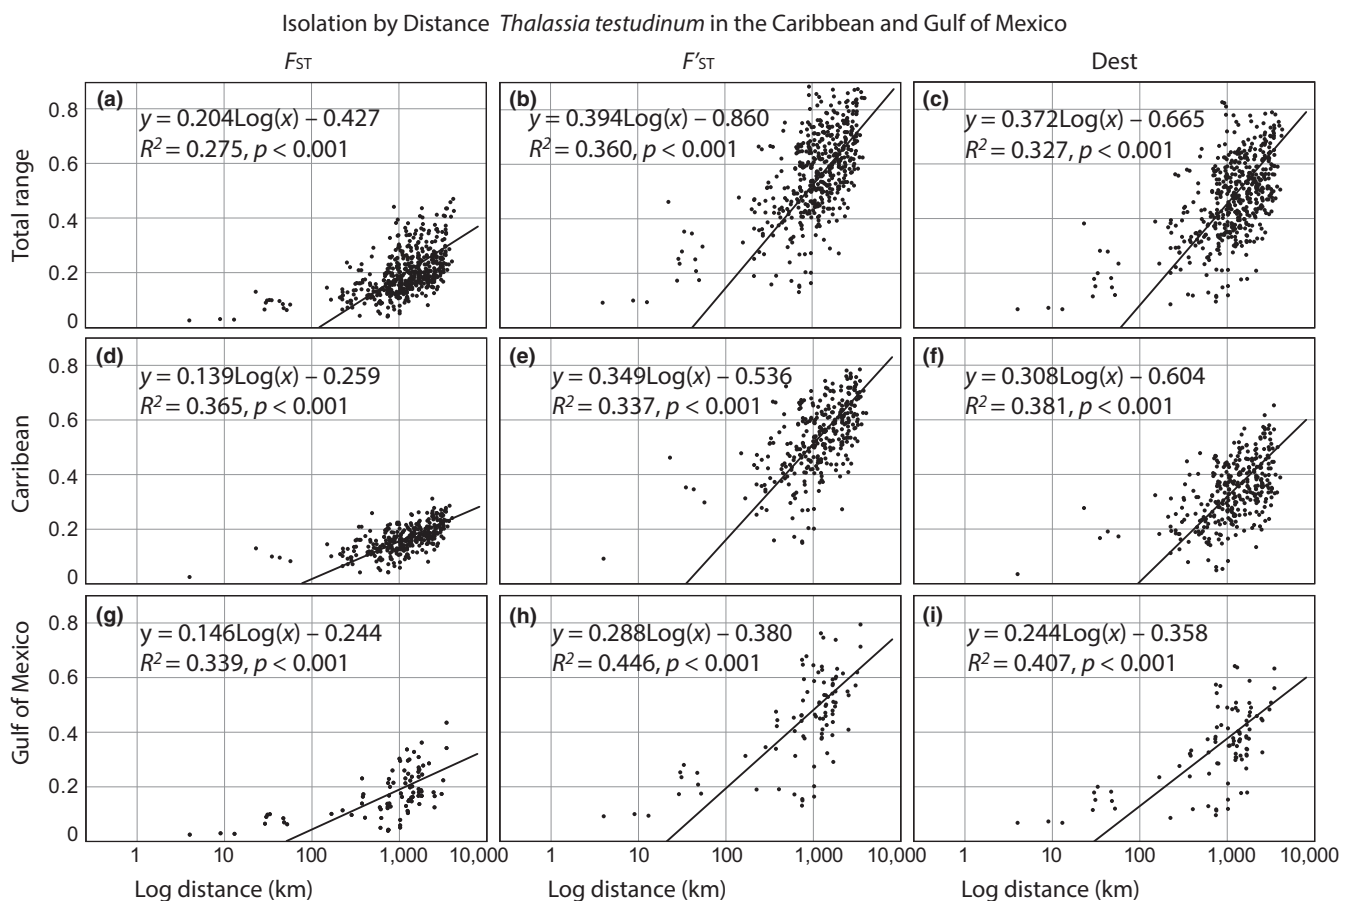 Isolation by Distance Thalassia testudinum in the Caribbean and Gulf of Mexico
FST F'ST Dest
Total range
(a)
y = 0.204Log(x) – 0.427
R² = 0.275, p < 0.001
(b)
y = 0.394Log(x) – 0.860
R² = 0.360, p < 0.001
(c)
y = 0.372Log(x) – 0.665
R² = 0.327, p < 0.001
0.8
0.6
0.4
0.2
0
Carribean
(d)
y = 0.139Log(x) – 0.259
R² = 0.365, p < 0.001
(e)
y = 0.349Log(x) – 0.536
R² = 0.337, p < 0.001
(f)
y = 0.308Log(x) – 0.604
R² = 0.381, p < 0.001
0.8
0.6
0.4
0.2
0
Gulf of Mexico
(g)
y = 0.146Log(x) – 0.244
R² = 0.339, p < 0.001
(h)
y = 0.288Log(x) – 0.380
R² = 0.446, p < 0.001
(i)
y = 0.244Log(x) – 0.358
R² = 0.407, p < 0.001
0.8
0.6
0.4
0.2
0
1 10 100 1,000 10,000 1 10 100 1,000 10,000 1 10 100 1,000 10,000
Log distance (km) Log distance (km) Log distance (km)